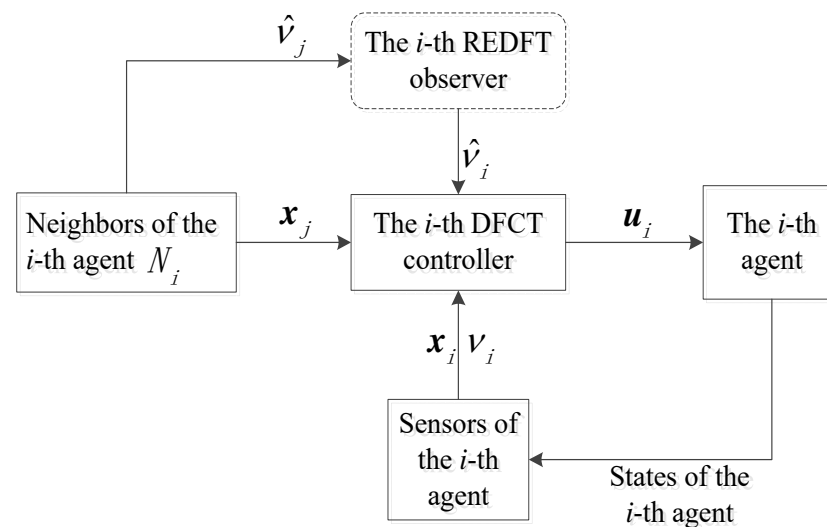 v̂_j
The i-th REDFT
observer
v̂_i
Neighbors of the
i-th agent N_i
x_j
The i-th DFCT
controller
u_i
The i-th
agent
x_i v_i
Sensors of
the i-th
agent
States of the
i-th agent